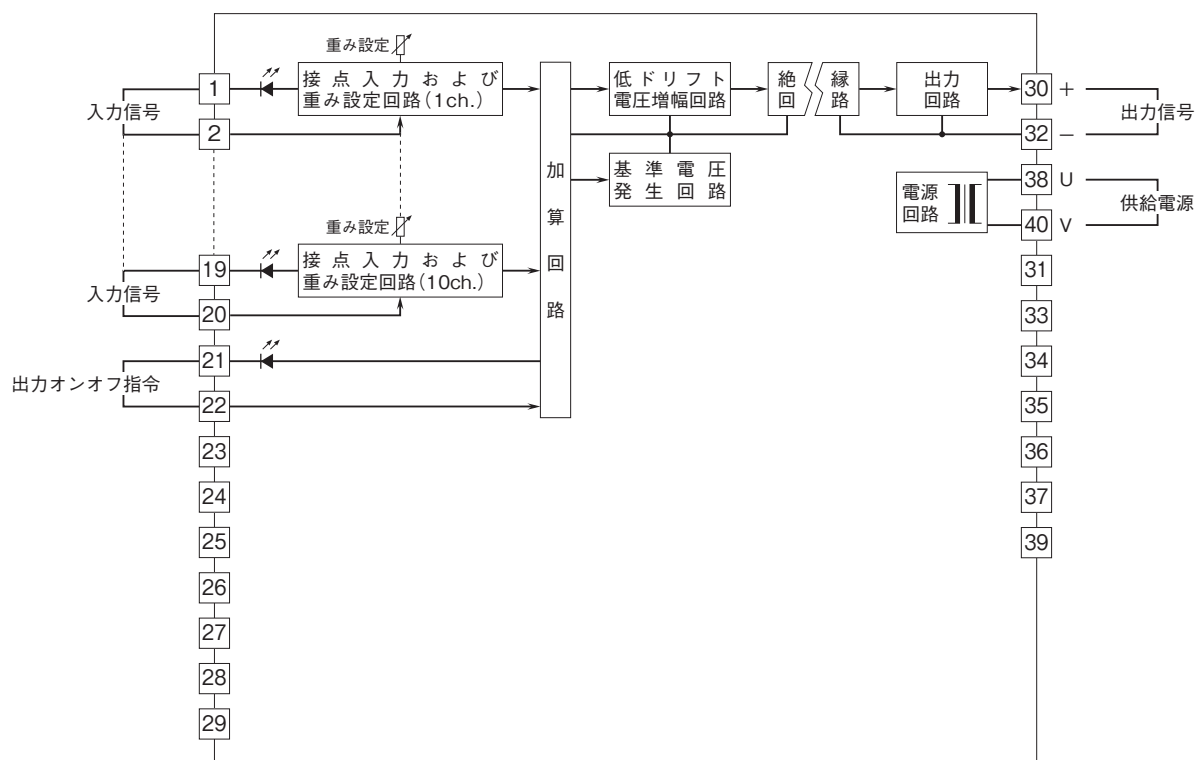 重み設定
接点入力および
重み設定回路(1ch.)
1
2
入力信号
重み設定
接点入力および
重み設定回路(10ch.)
19
20
入力信号
21
22
出力オンオフ指令
23
24
25
26
27
28
29
加算回路
低ドリフト
電圧増幅回路
基準電圧
発生回路
絶縁
回路
出力
回路
電源
回路
30 +
32 −
出力信号
38 U
40 V
供給電源
31
33
34
35
36
37
39